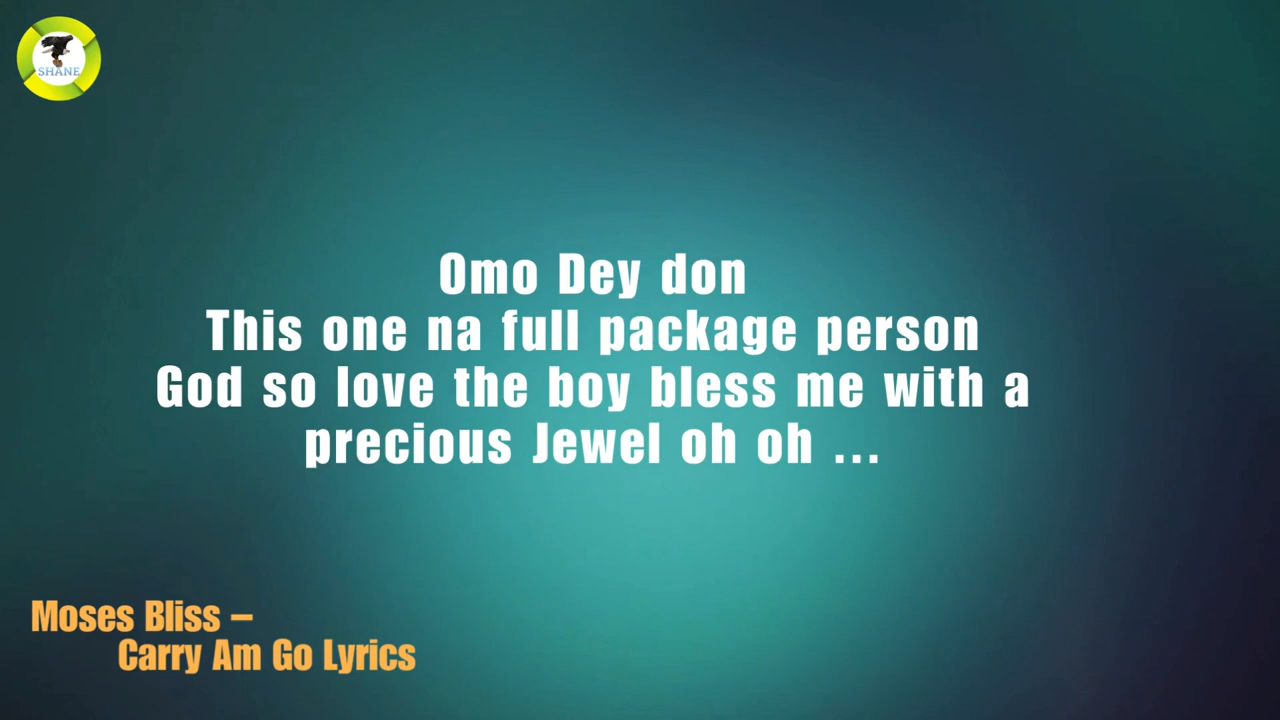 SHANE
Omo Dey don
This one na full package person
God so love the boy bless me with a
precious Jewel oh oh ...
Moses Bliss –
Carry Am Go Lyrics